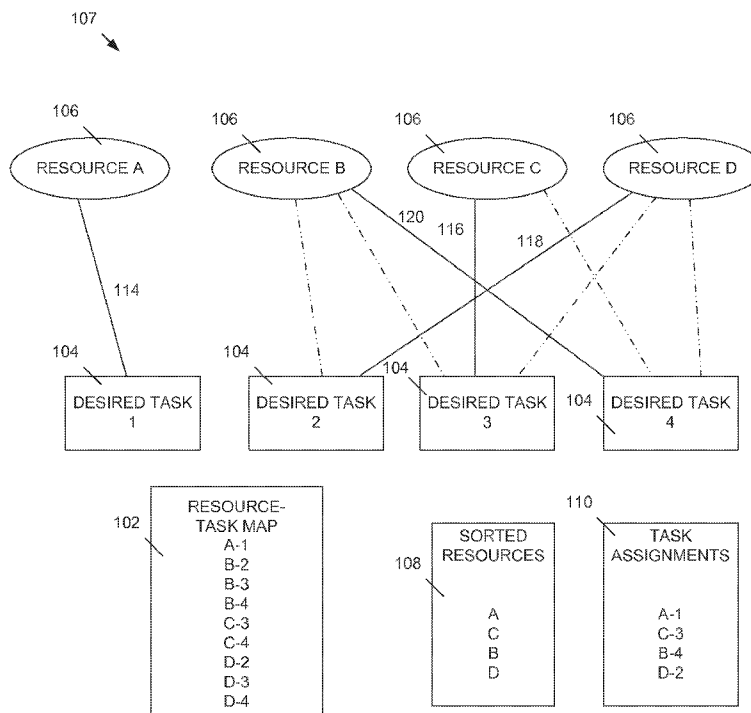 107
106
106
106
106
RESOURCE A
RESOURCE B
RESOURCE C
RESOURCE D
120
116
118
114
104
104
104
104
DESIRED TASK
1
DESIRED TASK
2
DESIRED TASK
3
DESIRED TASK
4
102
RESOURCE-
TASK MAP
A-1
B-2
B-3
B-4
C-3
C-4
D-2
D-3
D-4
108
SORTED
RESOURCES
A
C
B
D
110
TASK
ASSIGNMENTS
A-1
C-3
B-4
D-2